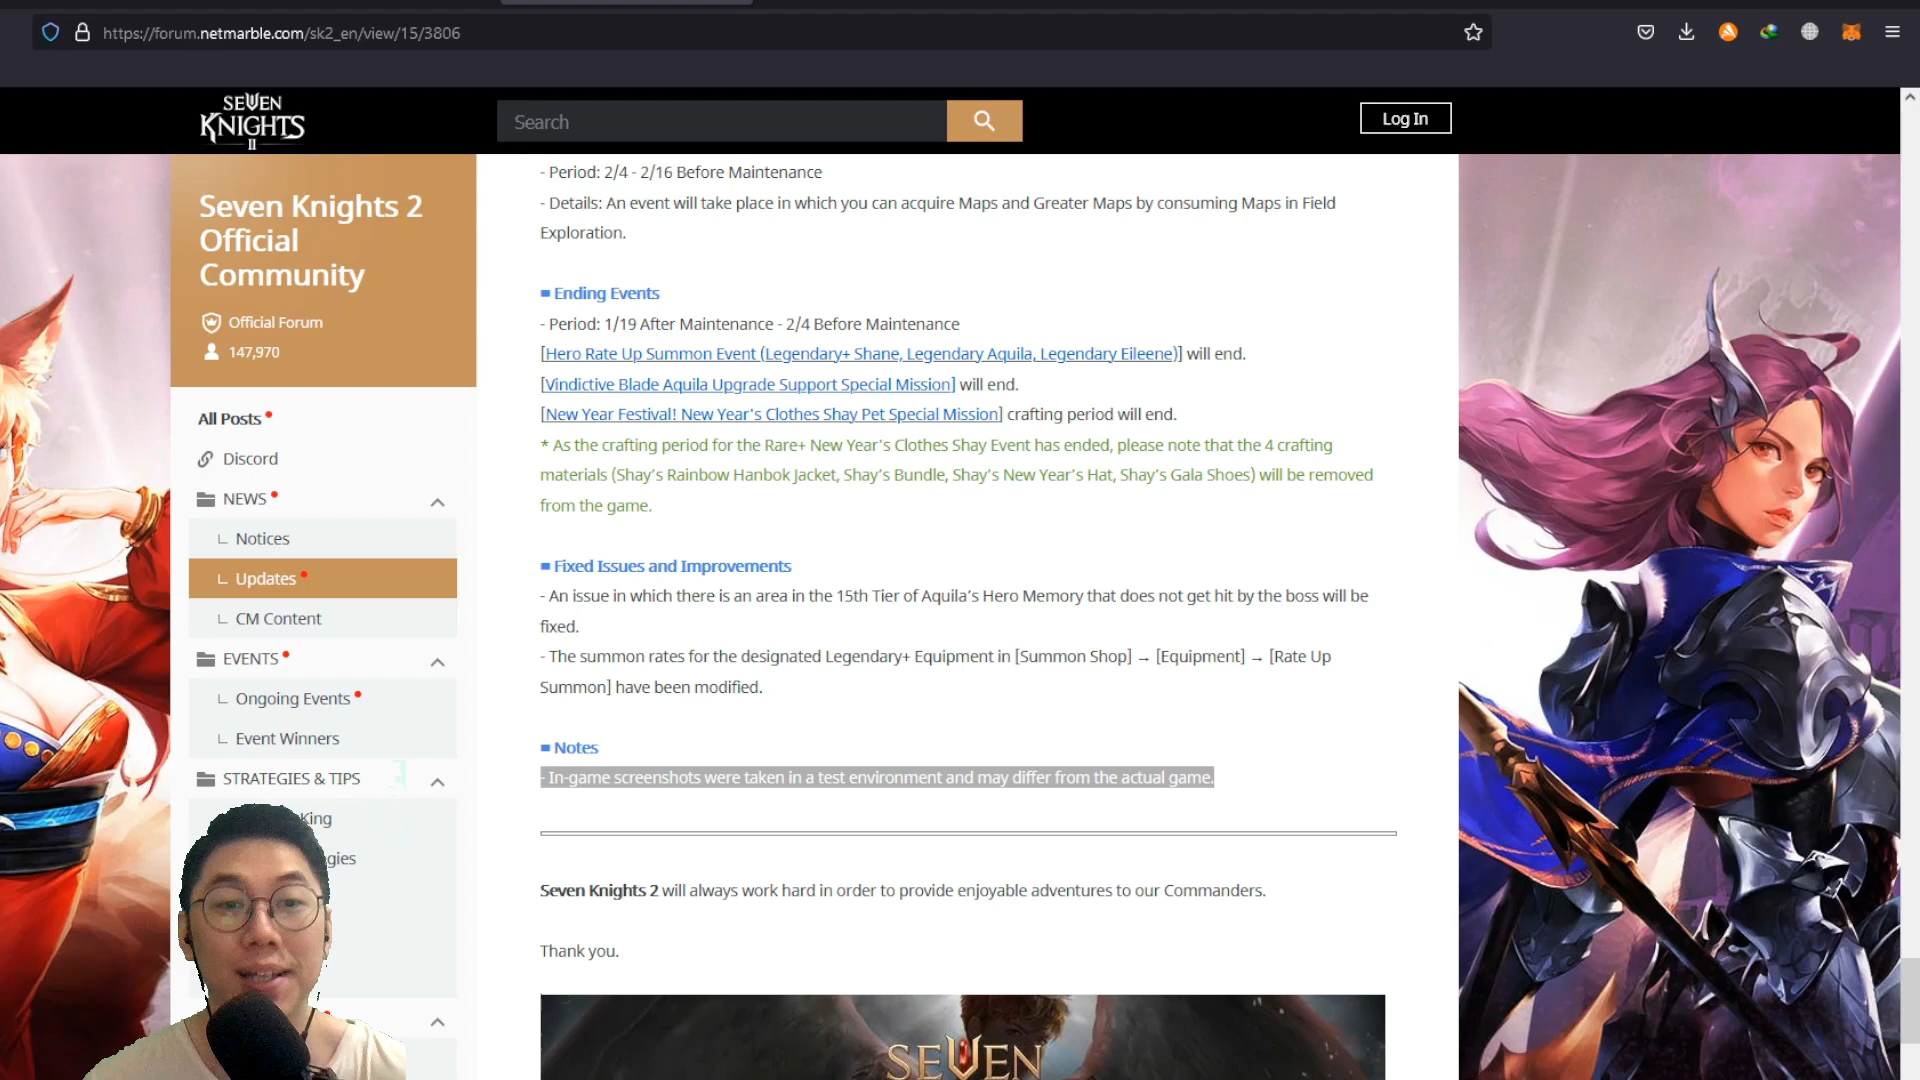 https://forum.netmarble.com/sk2_en/view/15/3806
SEVEN
KNIGHTS
II
Search
Log In
Seven Knights 2
Official
Community
Official Forum
147,970
All Posts
Discord
NEWS
Notices
Updates
CM Content
EVENTS
Ongoing Events
Event Winners
STRATEGIES & TIPS
King
gies
- Period: 2/4 - 2/16 Before Maintenance
- Details: An event will take place in which you can acquire Maps and Greater Maps by consuming Maps in Field
Exploration.
■ Ending Events
- Period: 1/19 After Maintenance - 2/4 Before Maintenance
[Hero Rate Up Summon Event (Legendary+ Shane, Legendary Aquila, Legendary Eileene)] will end.
[Vindictive Blade Aquila Upgrade Support Special Mission] will end.
[New Year Festival! New Year's Clothes Shay Pet Special Mission] crafting period will end.
* As the crafting period for the Rare+ New Year's Clothes Shay Event has ended, please note that the 4 crafting
materials (Shay's Rainbow Hanbok Jacket, Shay's Bundle, Shay's New Year's Hat, Shay's Gala Shoes) will be removed
from the game.
■ Fixed Issues and Improvements
- An issue in which there is an area in the 15th Tier of Aquila's Hero Memory that does not get hit by the boss will be
fixed.
- The summon rates for the designated Legendary+ Equipment in [Summon Shop] → [Equipment] → [Rate Up
Summon] have been modified.
■ Notes
- In-game screenshots were taken in a test environment and may differ from the actual game.
Seven Knights 2 will always work hard in order to provide enjoyable adventures to our Commanders.
Thank you.
SEVEN